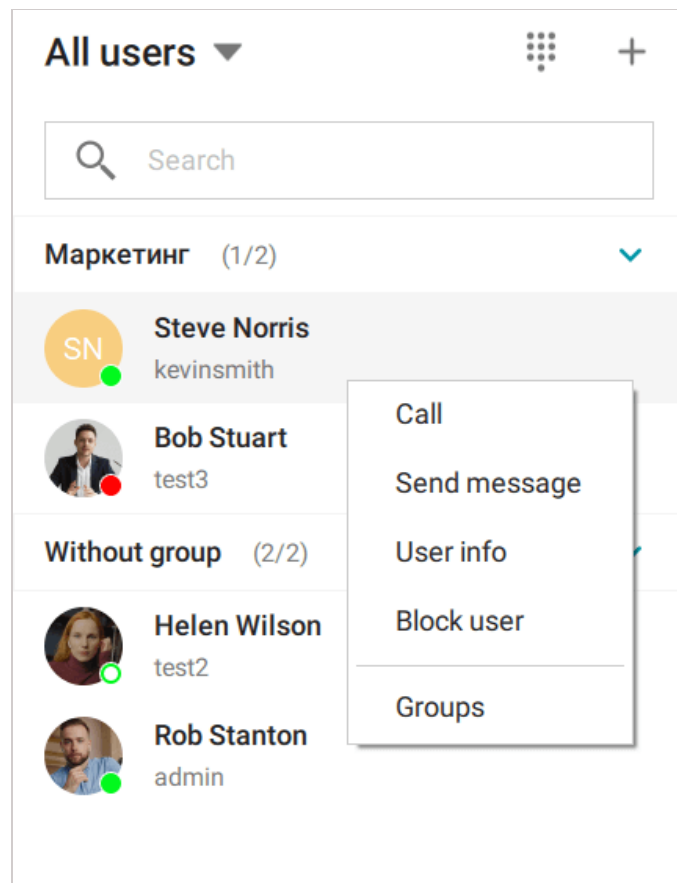 All users
Search
Маркетинг (1/2)
SN
Steve Norris
kevinsmith
Bob Stuart
test3
Without group (2/2)
Helen Wilson
test2
Rob Stanton
admin
Call
Send message
User info
Block user
Groups